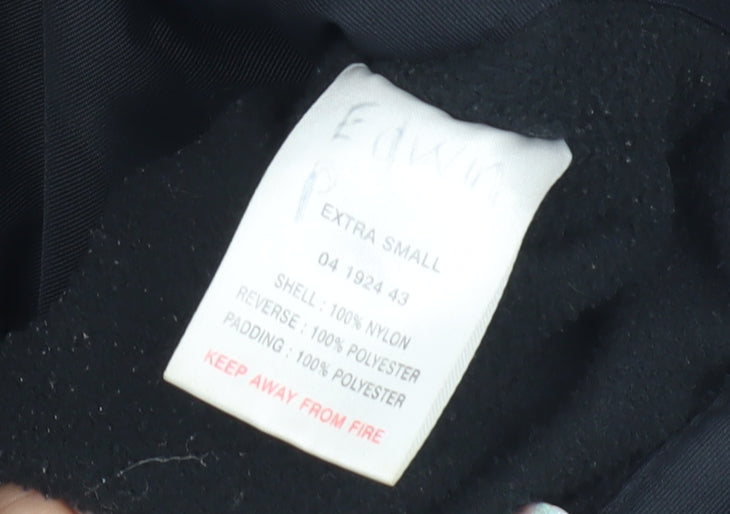 Edwin
P
EXTRA SMALL
04 1924 43
SHELL : 100% NYLON
REVERSE : 100% POLYESTER
PADDING : 100% POLYESTER
KEEP AWAY FROM FIRE